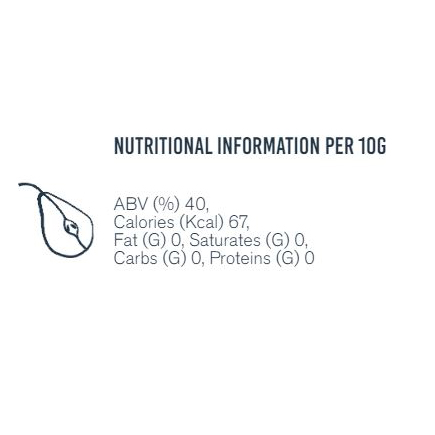 NUTRITIONAL INFORMATION PER 10G
ABV (%) 40,
Calories (Kcal) 67,
Fat (G) 0, Saturates (G) 0,
Carbs (G) 0, Proteins (G) 0